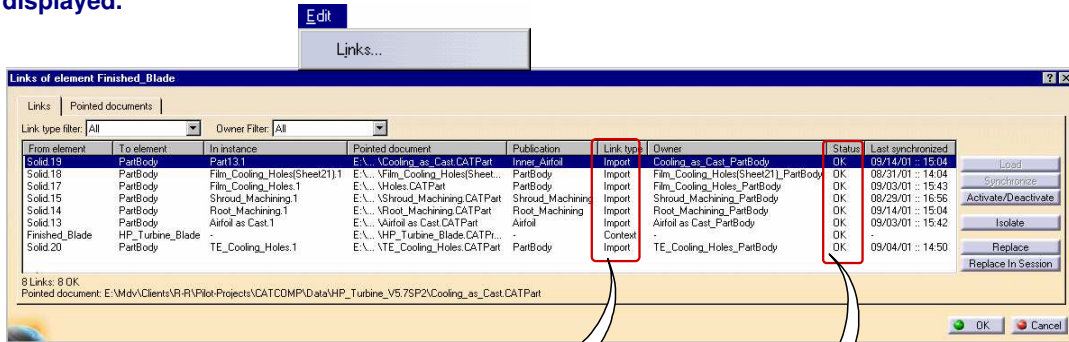 displayed.
Edit
Links...
Links of element Finished_Blade
Links Pointed documents
Link type filter: All Owner Filter: All
From element To element In instance Pointed document Publication Link type Owner Status Last synchronized
Solid.19 PartBody Part13.1 E:\... \Cooling_as_Cast.CATPart Inner_Airfoil Import Cooling_as_Cast_PartBody OK 09/14/01 :: 15:04
Solid.18 PartBody Film_Cooling_Holes(Sheet21).1 E:\... \Film_Cooling_Holes(Sheet... PartBody Import Film_Cooling_Holes(Sheet21)_PartBody OK 08/31/01 :: 14:04
Solid.17 PartBody Film_Cooling_Holes.1 E:\... \Holes.CATPart PartBody Import Film_Cooling_Holes_PartBody OK 09/03/01 :: 15:43
Solid.15 PartBody Shroud_Machining.1 E:\... \Shroud_Machining.CATPart Shroud_Machining Import Shroud_Machining_PartBody OK 08/29/01 :: 16:56
Solid.14 PartBody Root_Machining.1 E:\... \Root_Machining.CATPart Root_Machining Import Root_Machining_PartBody OK 09/14/01 :: 15:04
Solid.13 PartBody Airfoil as Cast.1 E:\... \Airfoil as Cast.CATPart Airfoil Import Airfoil as Cast_PartBody OK 09/03/01 :: 15:42
Finished_Blade HP_Turbine_Blade - E:\... \HP_Turbine_Blade.CATPr... - Context - OK -
Solid.20 PartBody TE_Cooling_Holes.1 E:\... \TE_Cooling_Holes.CATPart PartBody Import TE_Cooling_Holes_PartBody OK 09/04/01 :: 14:50
Load
Synchronize
Activate/Deactivate
Isolate
Replace
Replace In Session
8 Links: 8 OK
Pointed document: E:\Mdv\Clients\R-R\Pilot-Projects\CATCOMP\Data\HP_Turbine_V5.7SP2\Cooling_as_Cast.CATPart
OK Cancel